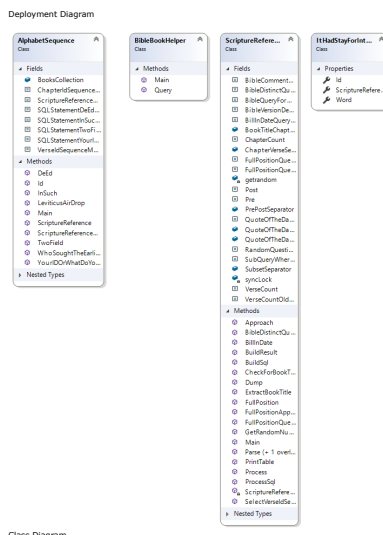 Deployment Diagram
AlphabetSequence
Class
Fields
BooksCollection
ChapterIdSequence...
ScriptureReference...
SQLStatementDeEd...
SQLStatementInSuc...
SQLStatementTwoFi...
SQLStatementYourI...
VerseIdSequenceM...
Methods
DeEd
Id
InSuch
LeviticusAirDrop
Main
ScriptureReference
ScriptureReference...
TwoField
WhoSoughtTheEarli...
YourIDOrWhatDoYo...
Nested Types
BibleBookHelper
Class
Methods
Main
Query
ScriptureRefere...
Class
Fields
BibleComment...
BibleDistinctQu...
BibleQueryFor...
BibleVersionDe...
BillInDateQuery...
BookTitleChapt...
ChapterCount
ChapterVerseSe...
FullPositionQue...
FullPositionQue...
getrandom
Post
Pre
PrePostSeparator
QuoteOfTheDa...
QuoteOfTheDa...
QuoteOfTheDa...
RandomQuesti...
SubQueryWher...
SubsetSeparator
syncLock
VerseCount
VerseCountOld...
Methods
Approach
BibleDistinctQu...
BillInDate
BuildResult
BuildSql
CheckForBookT...
Dump
ExtractBookTitle
FullPosition
FullPositionApp...
FullPositionQue...
GetRandomNu...
Main
Parse (+ 1 overl...
PrintTable
Process
ProcessSql
ScriptureRefere...
SelectVerseIdSe...
Nested Types
ItHadStayForInt...
Class
Properties
Id
ScriptureRefere...
Word
Class Diagram